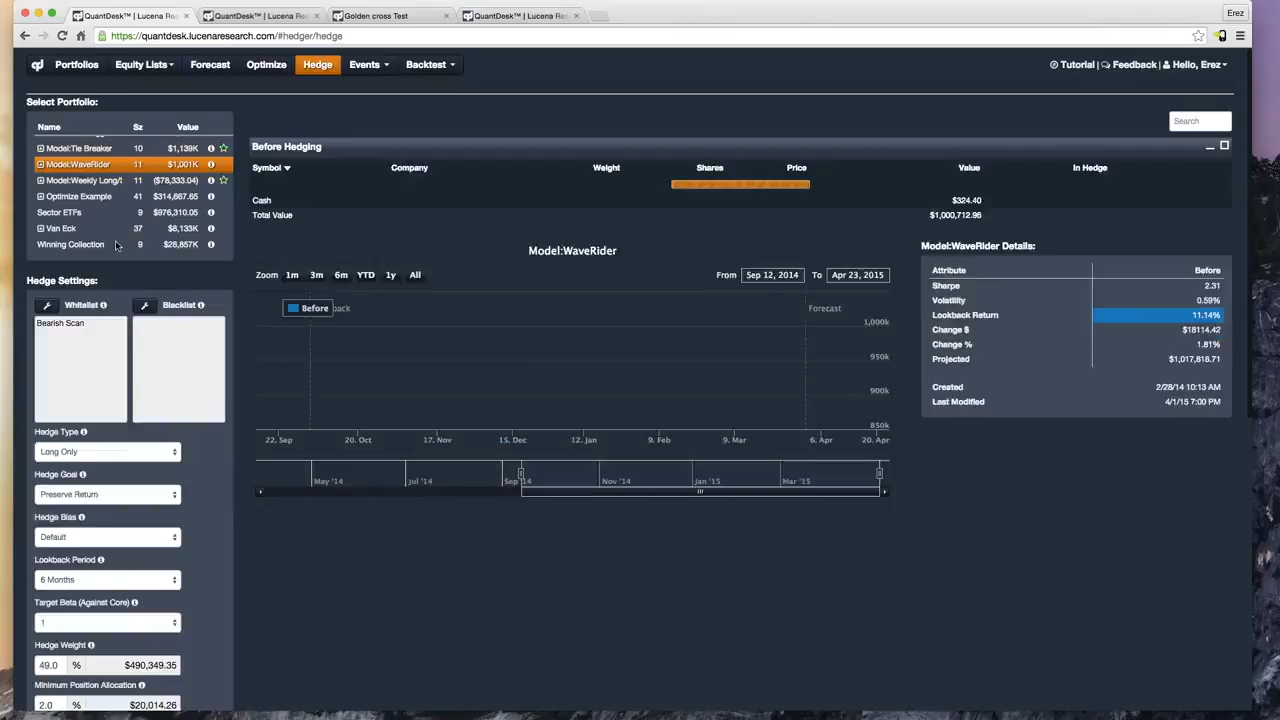 QuantDesk™ | Lucena Re
QuantDesk™ | Lucena Re
Golden cross Test
QuantDesk™ | Lucena Res
Erez
https://quantdesk.lucenaresearch.com/#hedger/hedge
Portfolios
Equity Lists
Forecast
Optimize
Hedge
Events
Backtest
Tutorial | Feedback | Hello, Erez
Select Portfolio:
Name Sz Value
Model:Tie Breaker 10 $1,139K
Model:WaveRider 11 $1,001K
Model:Weekly Long/S 11 ($78,333.04)
Optimize Example 41 $314,667.65
Sector ETFs 9 $976,310.05
Van Eck 37 $8,133K
Winning Collection 9 $28,857K
Hedge Settings:
Whitelist
Blacklist
Bearish Scan
Hedge Type
Long Only
Hedge Goal
Preserve Return
Hedge Bias
Default
Lookback Period
6 Months
Target Beta (Against Core)
1
Hedge Weight
49.0 % $490,349.35
Minimum Position Allocation
2.0 % $20,014.26
Search
Before Hedging
Symbol Company Weight Shares Price Value In Hedge
Cash $324.40
Total Value $1,000,712.96
Model:WaveRider
Zoom 1m 3m 6m YTD 1y All
From Sep 12, 2014 To Apr 23, 2015
Before
back
Forecast
1,000k
950k
900k
850k
22. Sep 20. Oct 17. Nov 15. Dec 12. Jan 9. Feb 9. Mar 6. Apr 20. Apr
May '14 Jul '14 Sep '14 Nov '14 Jan '15 Mar '15
Model:WaveRider Details:
Attribute Before
Sharpe 2.31
Volatility 0.59%
Lookback Return 11.14%
Change $ $18114.42
Change % 1.81%
Projected $1,017,818.71
Created 2/28/14 10:13 AM
Last Modified 4/1/15 7:00 PM